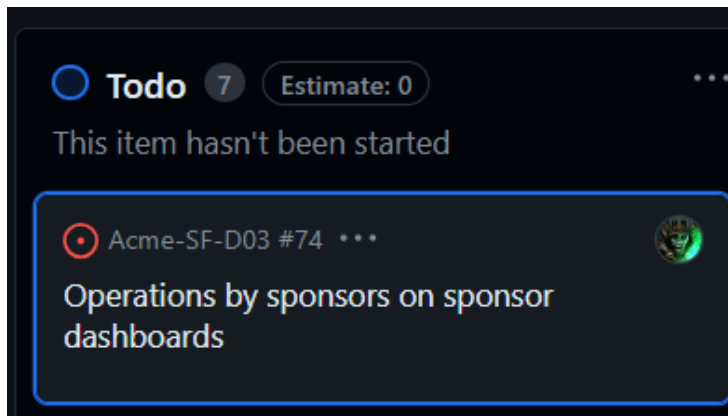 Todo 7 Estimate: 0
This item hasn't been started
Acme-SF-D03 #74
Operations by sponsors on sponsor
dashboards